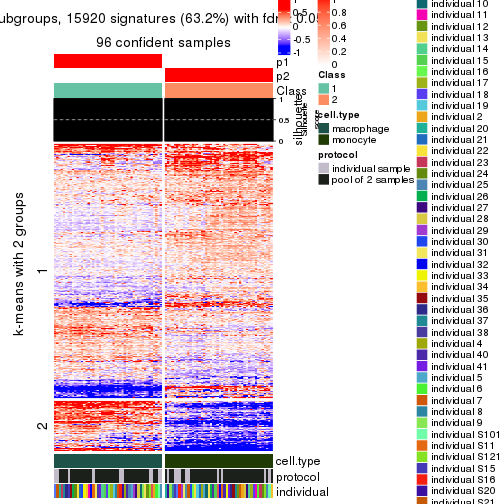 ubgroups, 15920 signatures (63.2%) with fdr
96 confident samples
p1
p2
Class
silhouette
1
0.5
0
k-means with 2 groups
1
2
cell.type
protocol
individual
0.5
0
-0.5
-1
1
0.8
0.6
0.4
0.2
0
Class
1
2
cell.type
macrophage
monocyte
protocol
individual sample
pool of 2 samples
individual 10
individual 11
individual 12
individual 13
individual 14
individual 15
individual 16
individual 17
individual 18
individual 19
individual 2
individual 20
individual 21
individual 22
individual 23
individual 24
individual 25
individual 26
individual 27
individual 28
individual 29
individual 30
individual 31
individual 32
individual 33
individual 34
individual 35
individual 36
individual 37
individual 38
individual 4
individual 40
individual 41
individual 5
individual 6
individual 7
individual 8
individual 9
individual S101
individual S11
individual S121
individual S15
individual S16
individual S20
individual S21